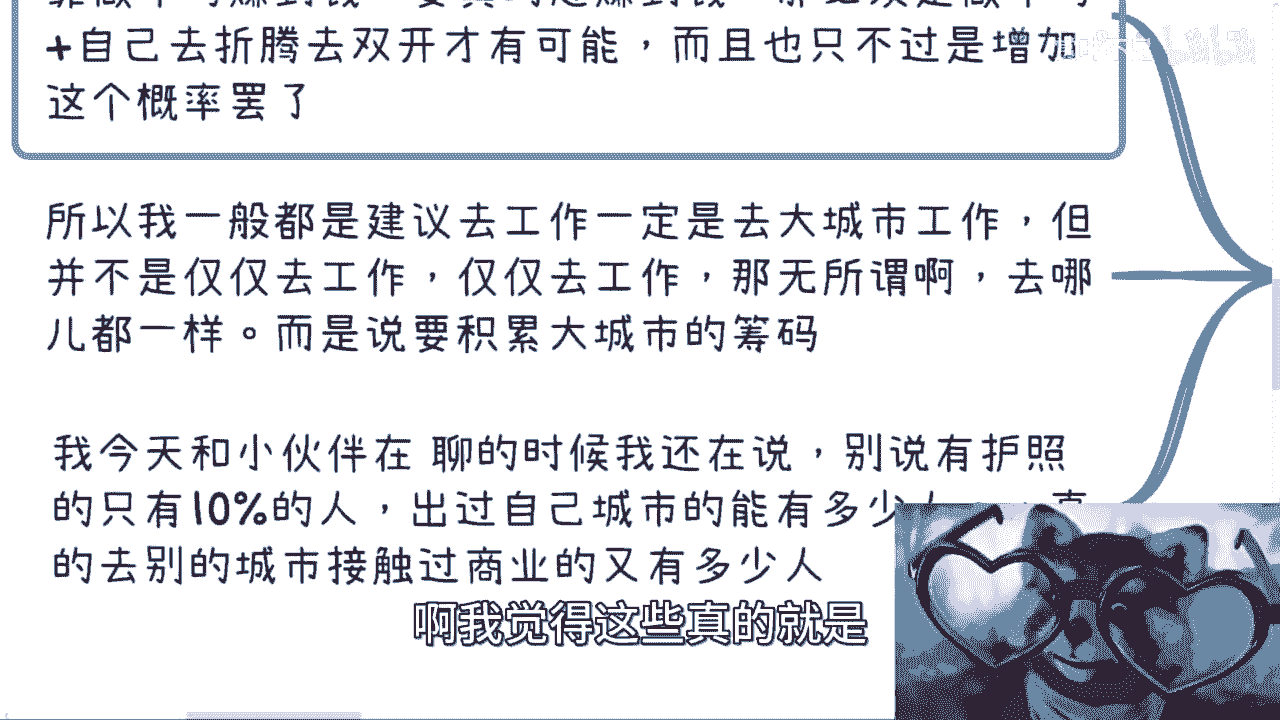 +自己去折腾去双开才有可能，而且也只不过是增加
这个概率罢了
所以我一般都是建议去工作一定是去大城市工作，但
并不是仅仅去工作，仅仅去工作，那无所谓啊，去哪
儿都一样。而是说要积累大城市的筹码
我今天和小伙伴在 聊的时候我还在说，别说有护照
的只有10%的人，出过自己城市的能有多少
的去别的城市接触过商业的又有多少人
啊我觉得这些真的就是